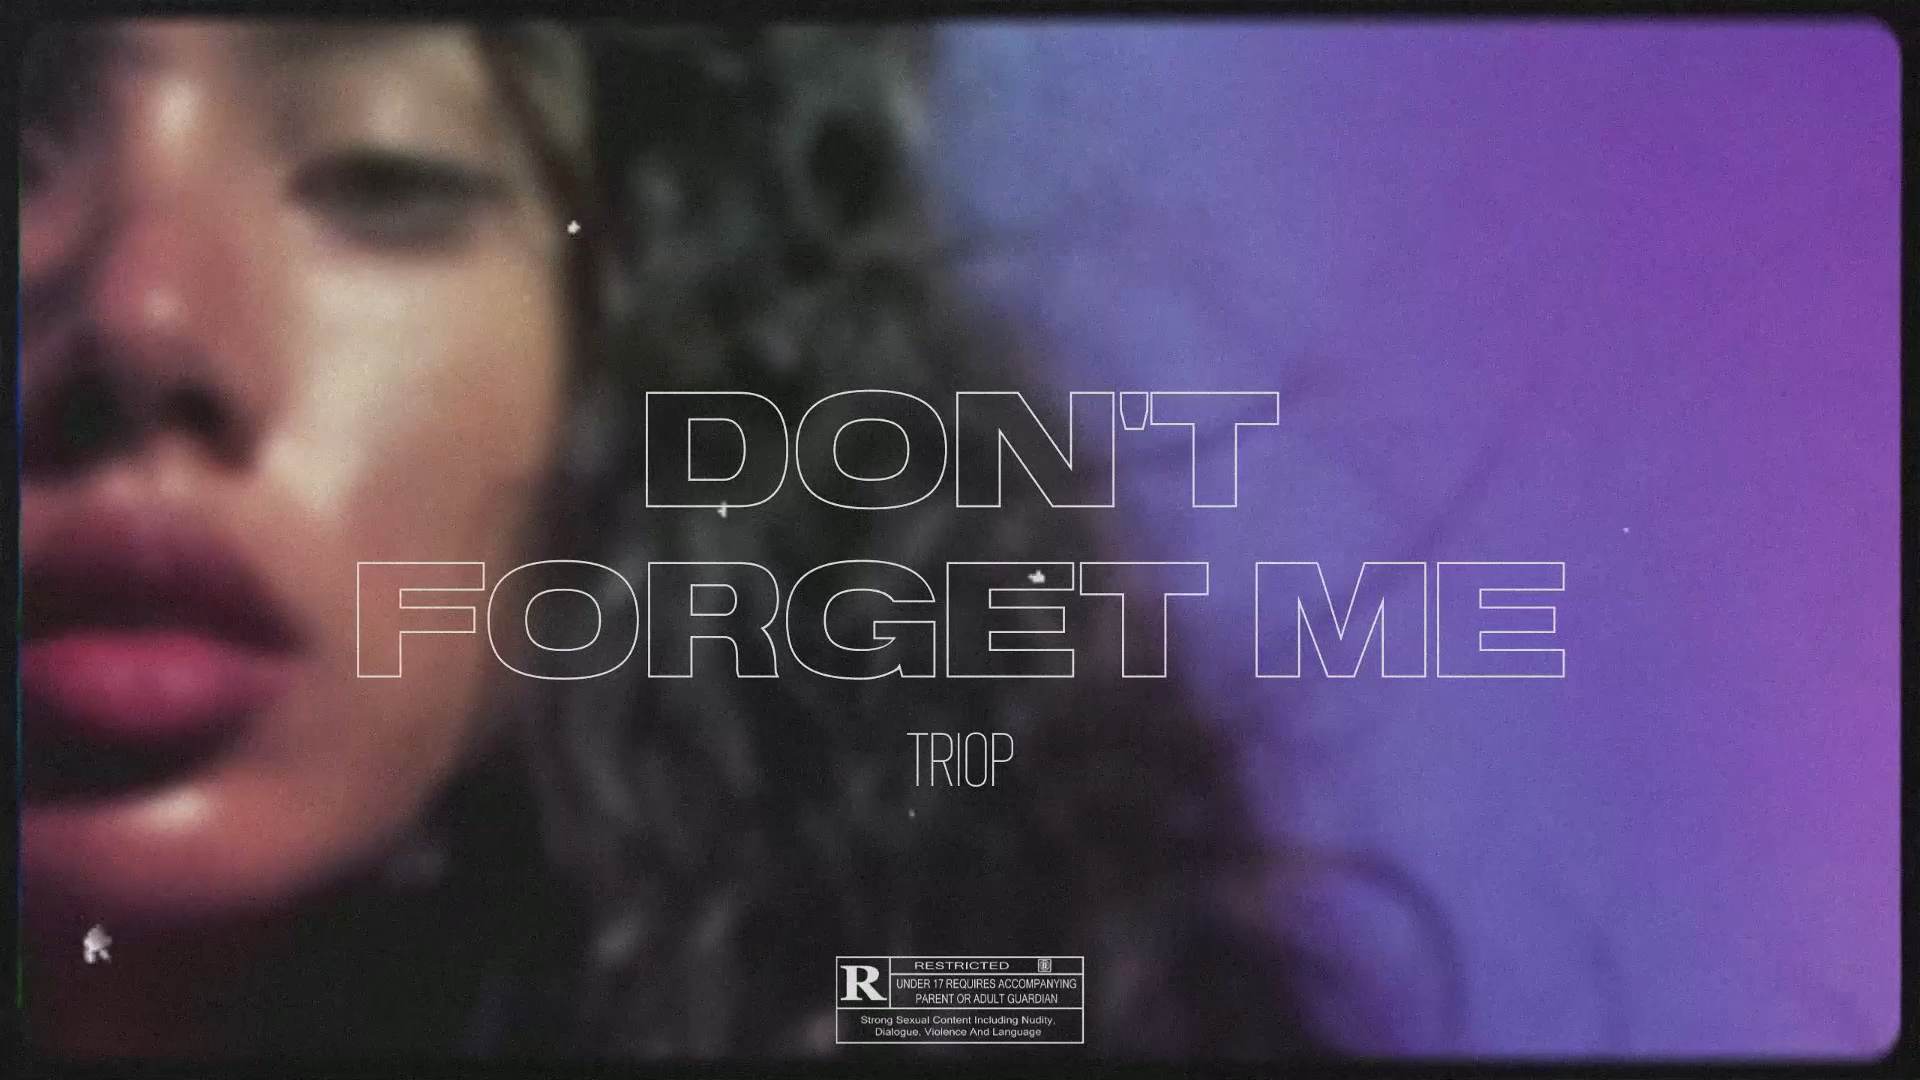 DON'T
FORGET ME
TRIOP
R
RESTRICTED
UNDER 17 REQUIRES ACCOMPANYING
PARENT OR ADULT GUARDIAN
Strong Sexual Content Including Nudity,
Dialogue, Violence And Language